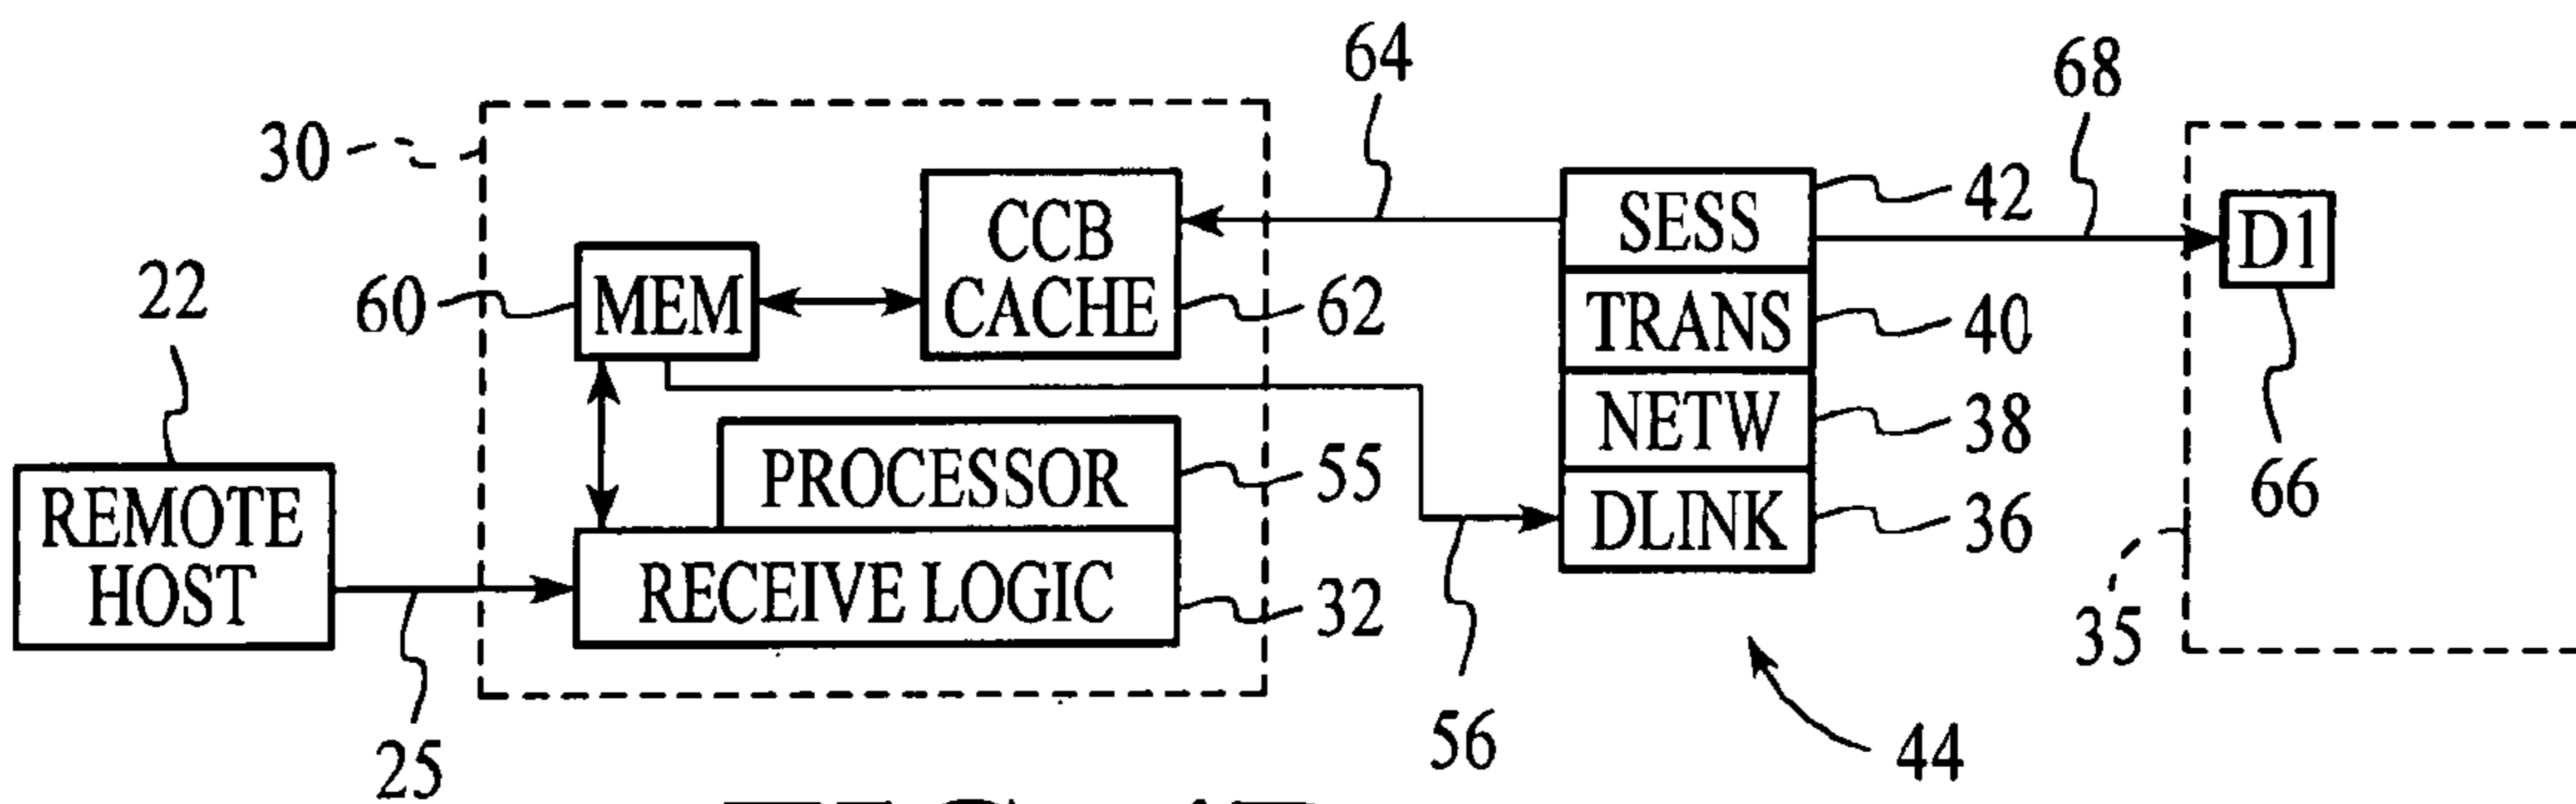 64
68
30
CCB
CACHE
SESS
42
D1
22
60
MEM
62
TRANS
40
NETW
38
REMOTE
HOST
PROCESSOR
55
DLINK
36
66
RECEIVE LOGIC
32
35
25
56
44